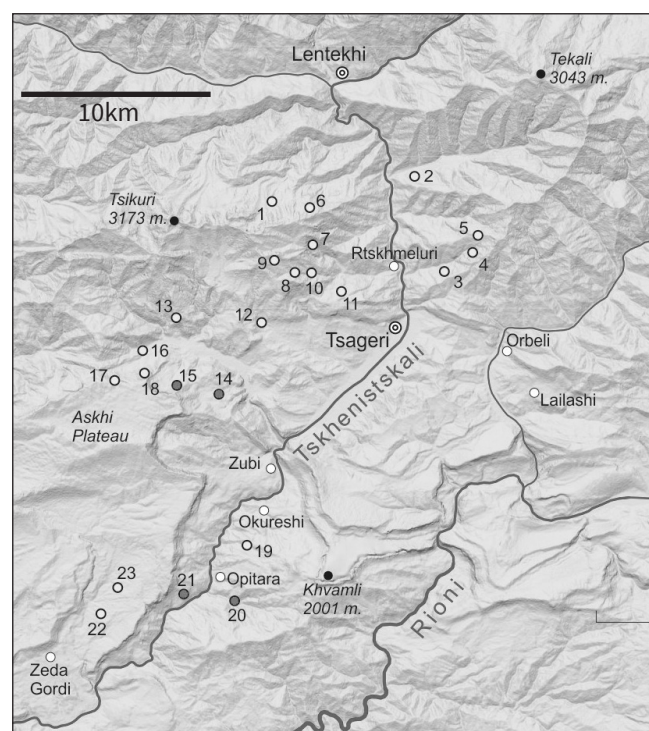 Lentekhi
Tekali
3043 m.
10km
2
1
6
Tsikuri
3173 m.
5
7
4
Rtskhmeluri
9
3
8
10
11
13
12
Tsageri
Orbeli
16
17
18
15
14
Lailashi
Askhi
Plateau
Tskhenistskali
Zubi
Okureshi
19
23
21
Opitara
Khvamli
2001 m.
20
22
Rioni
Zeda
Gordi